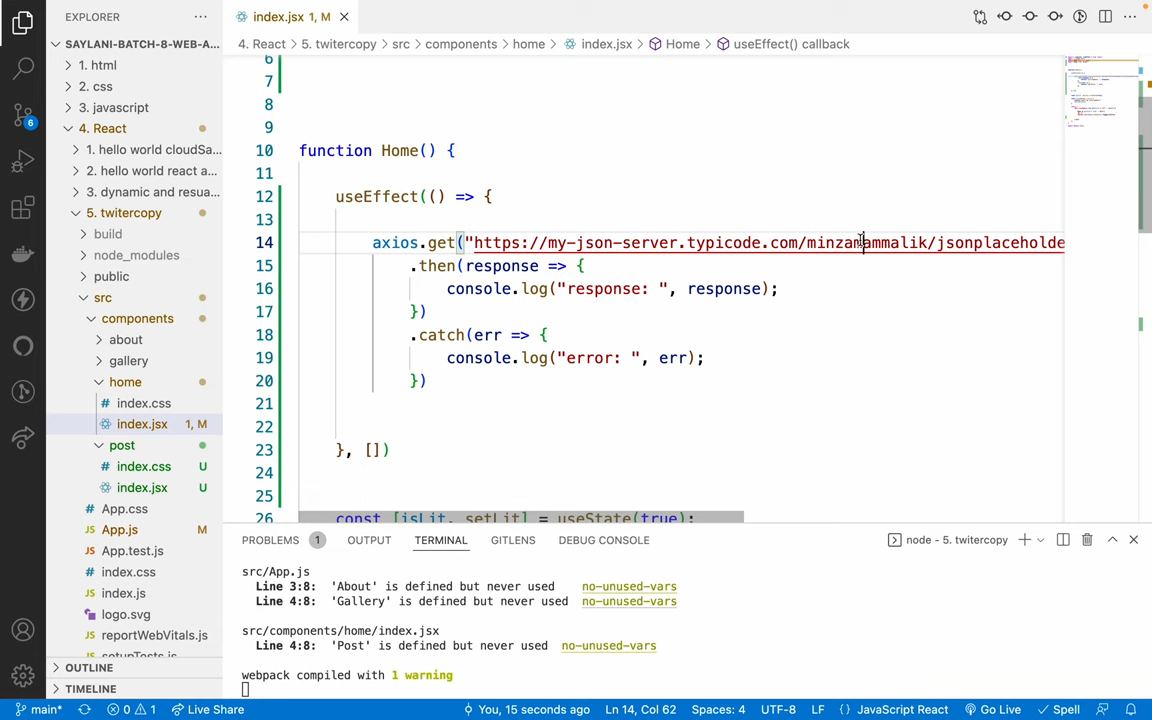 EXPLORER
index.jsx 1, M
SAYLANI-BATCH-8-WEB-A...
4. React > 5. twitercopy > src > components > home > index.jsx > Home > useEffect() callback
1. html
2. css
3. javascript
4. React
1. hello world cloudSa...
2. hello world react a...
3. dynamic and resua...
5. twitercopy
build
node_modules
public
src
components
about
gallery
home
index.css
index.jsx 1, M
post
index.css U
index.jsx U
App.css
App.js M
App.test.js
index.css
index.js
logo.svg
reportWebVitals.js
setupTests.js
OUTLINE
TIMELINE
6
6
7
8
9
10 function Home() {
11
12 useEffect(() => {
13
14 axios.get("https://my-json-server.typicode.com/minzamammalik/jsonplaceholde
15 .then(response => {
16 console.log("response: ", response);
17 })
18 .catch(err => {
19 console.log("error: ", err);
20 })
21
22
23 }, [])
24
25
26 const [isLit, setLit] = useState(true);
PROBLEMS 1 OUTPUT TERMINAL GITLENS DEBUG CONSOLE node - 5. twitercopy
src/App.js
Line 3:8: 'About' is defined but never used no-unused-vars
Line 4:8: 'Gallery' is defined but never used no-unused-vars
src/components/home/index.jsx
Line 4:8: 'Post' is defined but never used no-unused-vars
webpack compiled with 1 warning
main* 0 1 Live Share You, 15 seconds ago Ln 14, Col 62 Spaces: 4 UTF-8 LF {} JavaScript React Go Live Spell